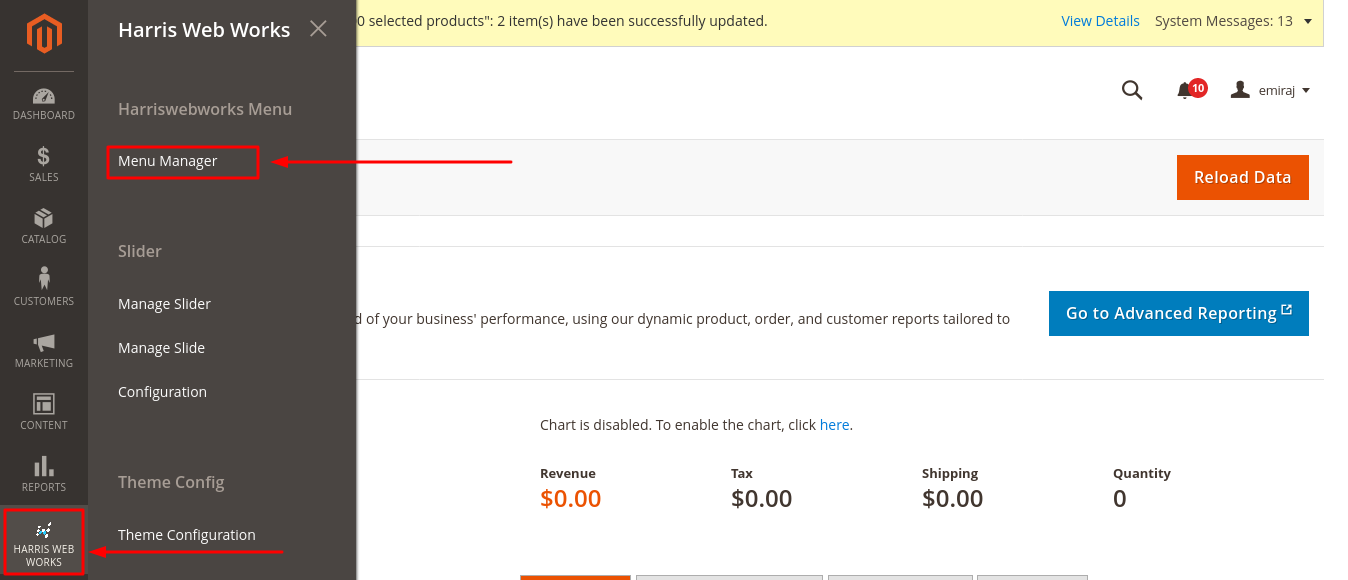 DASHBOARD
SALES
CATALOG
CUSTOMERS
MARKETING
CONTENT
REPORTS
HARRIS WEB
WORKS
Harris Web Works
Harriswebworks Menu
Menu Manager
Slider
Manage Slider
Manage Slide
Configuration
Theme Config
Theme Configuration
0 selected products": 2 item(s) have been successfully updated.
View Details System Messages: 13
10 emiraj
Reload Data
d of your business' performance, using our dynamic product, order, and customer reports tailored to
Go to Advanced Reporting
Chart is disabled. To enable the chart, click here.
Revenue Tax Shipping Quantity
$0.00 $0.00 $0.00 0